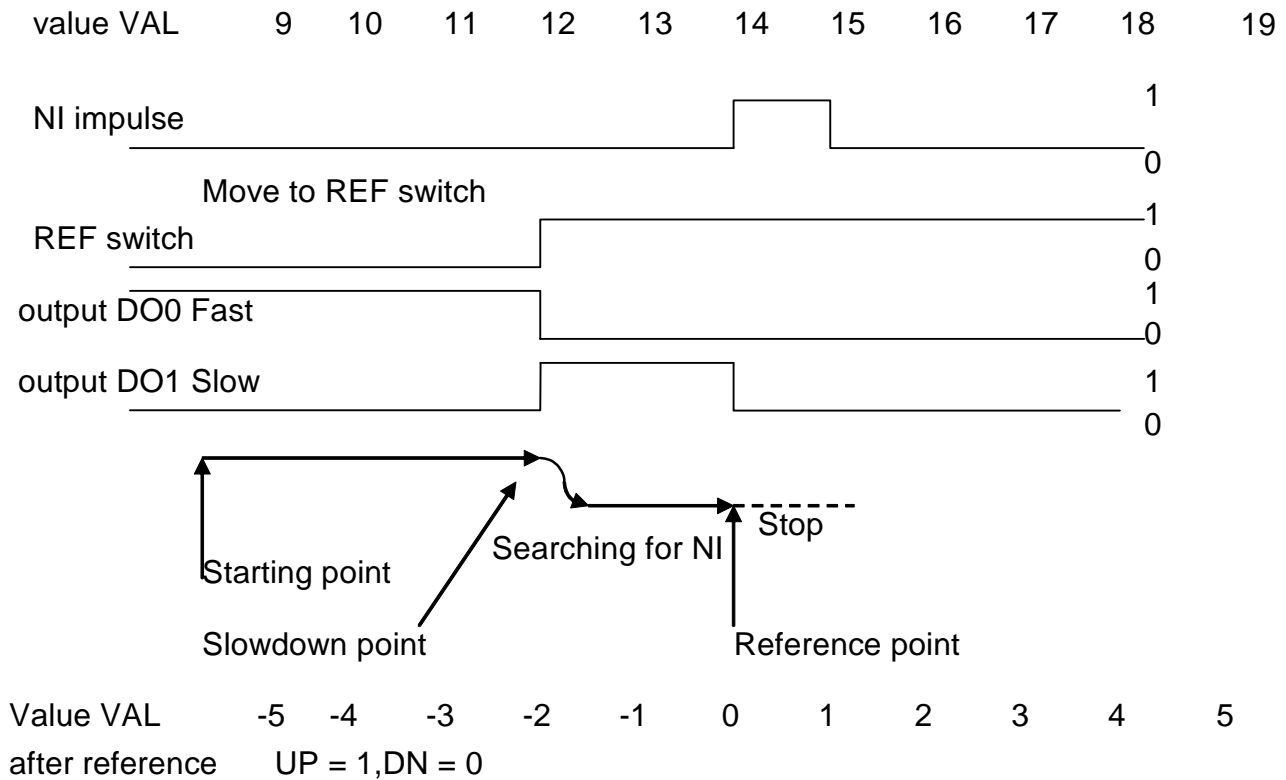 value VAL 9 10 11 12 13 14 15 16 17 18 19
1
NI impulse
0
Move to REF switch
1
REF switch
0
1
output DO0 Fast
0
output DO1 Slow 1
0
Stop
Searching for NI
Starting point
Slowdown point Reference point
Value VAL -5 -4 -3 -2 -1 0 1 2 3 4 5
after reference UP = 1,DN = 0